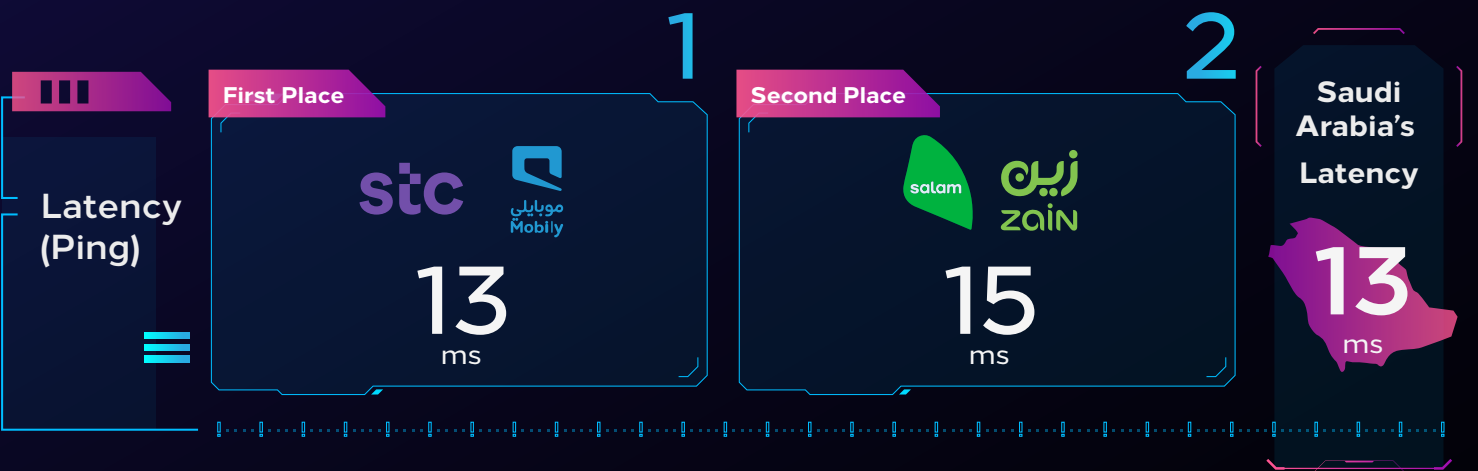 Latency
(Ping)
1
First Place
stc
موبايلي
Mobily
13
ms
2
Second Place
salam
زين
zain
15
ms
Saudi
Arabia’s
Latency
13
ms